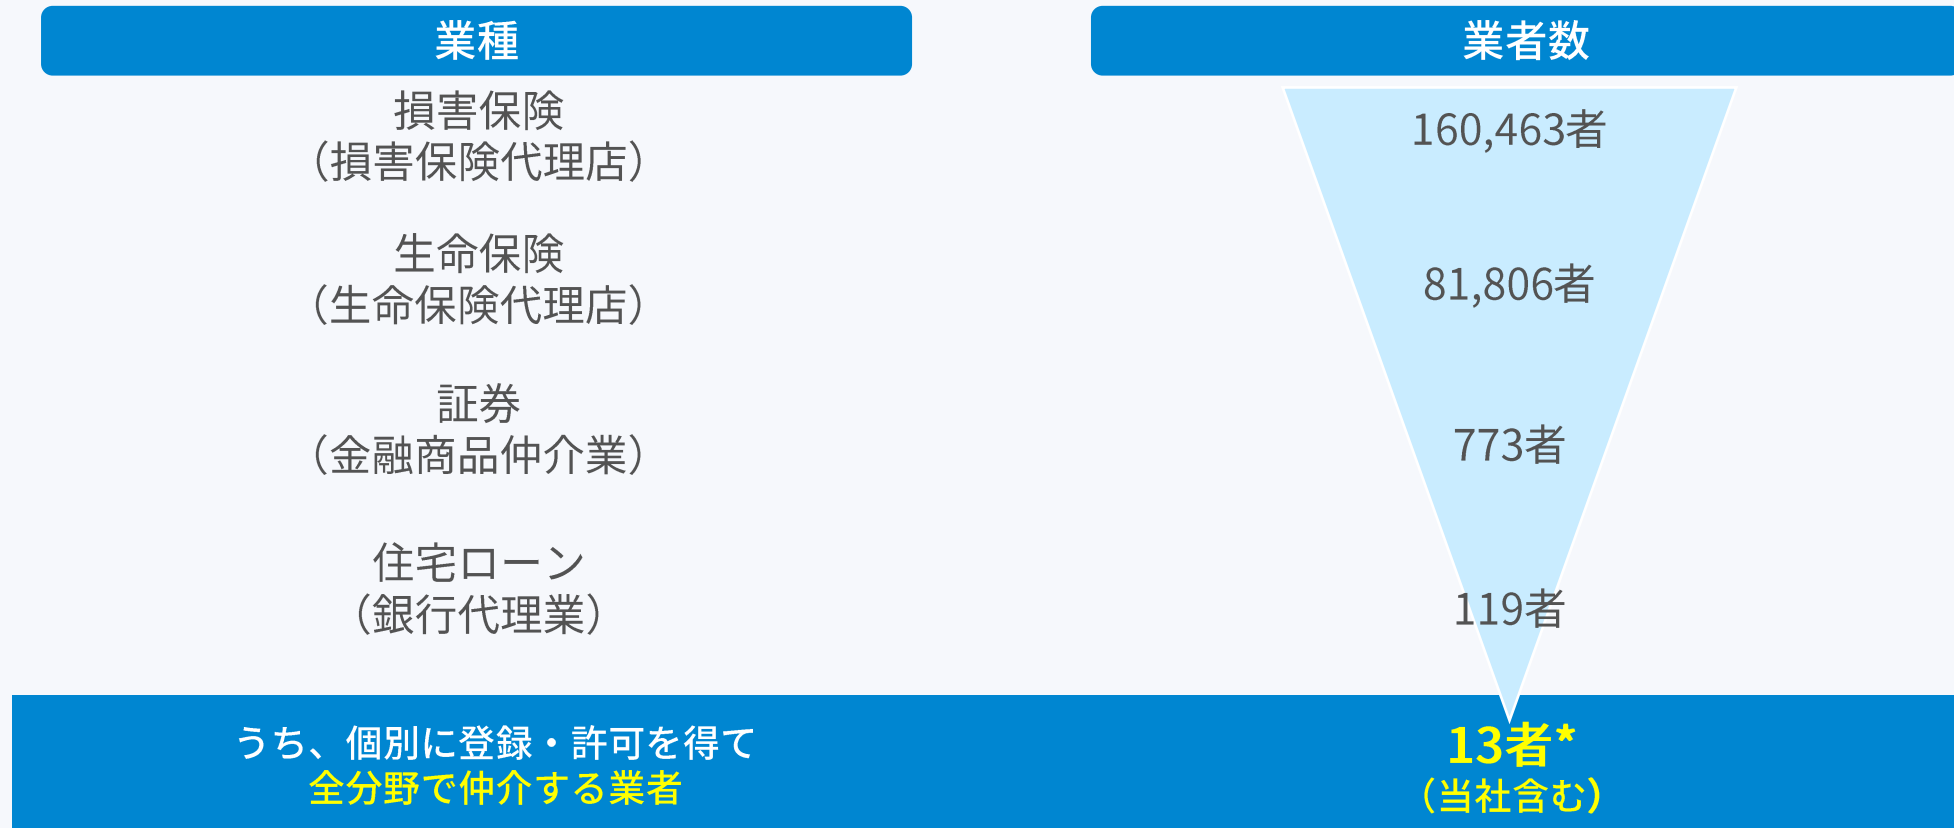 業種
業者数
損害保険
（損害保険代理店）
160,463者
生命保険
（生命保険代理店）
81,806者
証券
（金融商品仲介業）
773者
住宅ローン
（銀行代理業）
119者
うち、個別に登録・許可を得て
全分野で仲介する業者
13者*
（当社含む）